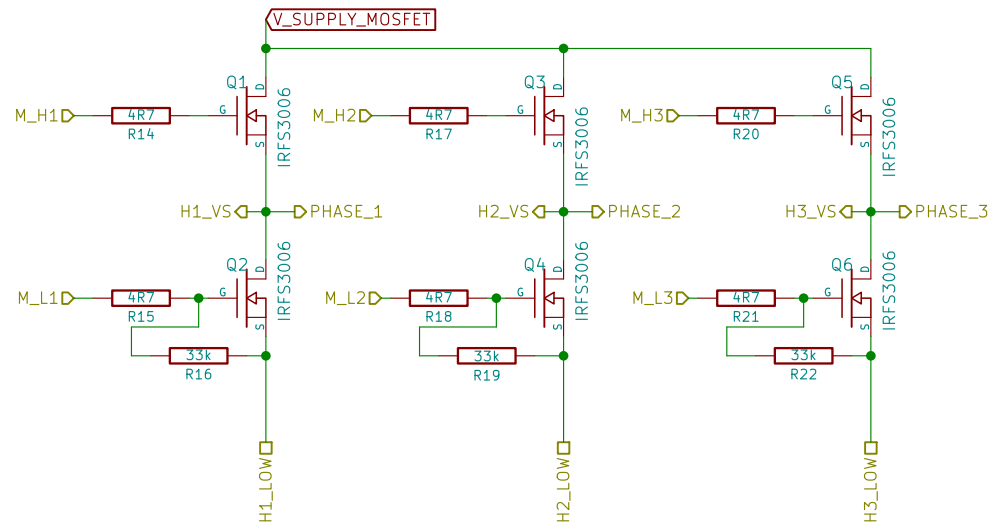 V_SUPPLY_MOSFET
Q1
D
M_H1
4R7
G
R14
S
IRFS3006
Q3
D
M_H2
4R7
G
R17
S
IRFS3006
Q5
D
M_H3
4R7
G
R20
S
IRFS3006
H1_VS
PHASE_1
H2_VS
PHASE_2
H3_VS
PHASE_3
Q2
D
M_L1
4R7
G
R15
S
IRFS3006
33k
R16
Q4
D
M_L2
4R7
G
R18
S
IRFS3006
33k
R19
Q6
D
M_L3
4R7
G
R21
S
IRFS3006
33k
R22
H1_LOW
H2_LOW
H3_LOW